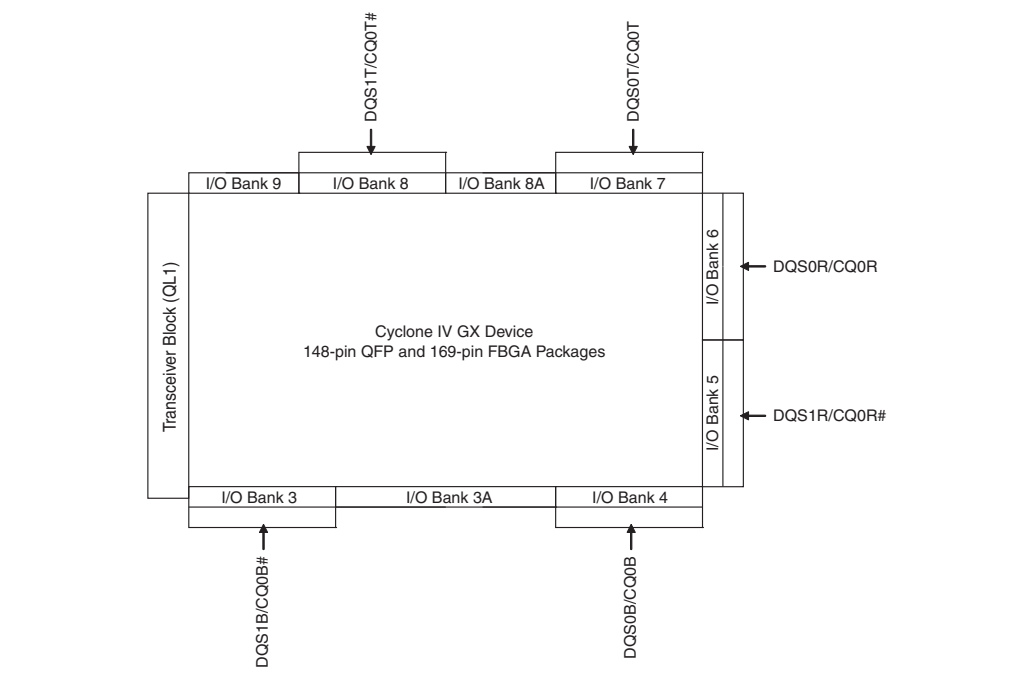 DQS1T/CQ0T#
DQS0T/CQ0T
I/O Bank 9
I/O Bank 8
I/O Bank 8A
I/O Bank 7
Transceiver Block (QL1)
I/O Bank 6
DQS0R/CQ0R
Cyclone IV GX Device
148-pin QFP and 169-pin FBGA Packages
I/O Bank 5
DQS1R/CQ0R#
I/O Bank 3
I/O Bank 3A
I/O Bank 4
DQS1B/CQ0B#
DQS0B/CQ0B